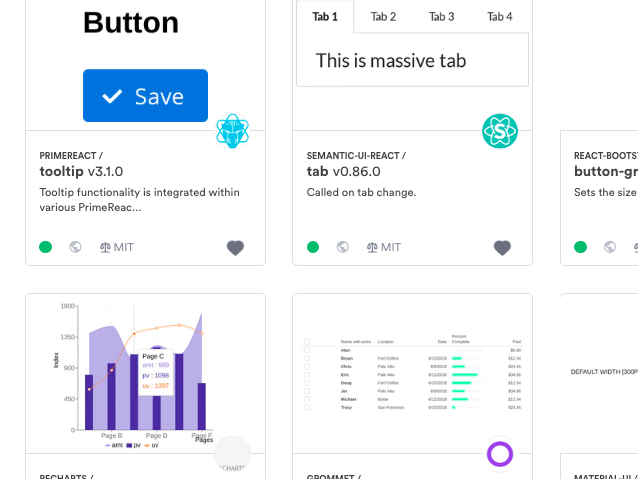 Button
Save
PRIMEREACT /
tooltip v3.1.0
Tooltip functionality is integrated within
various PrimeReac...
MIT
Tab 1 Tab 2 Tab 3 Tab 4
This is massive tab
SEMANTIC-UI-REACT /
tab v0.86.0
Called on tab change.
MIT
REACT-BOOTS
button-gr
Sets the size
1800
1350
900
450
0
Index
Page C
amt : 989
pv : 1098
uv : 1397
Page B Page D Page F
Pages
amt pv uv
CHARTS
RECHARTS /
Name with extra Location Date Percent Complete Paid
Alan $0.00
Bryan Fort Collins 6/10/2018 $12.34
Chris Palo Alto 6/9/2018 $23.45
Eric Palo Alto 6/11/2018 $34.56
Doug Fort Collins 6/10/2018 $12.34
Jet Palo Alto 6/9/2018 $23.45
Michael Boise 6/11/2018 $12.34
Tracy San Francisco 6/10/2018 $23.45
GROMMET /
DEFAULT WIDTH [300P
MATERIAL-UI /